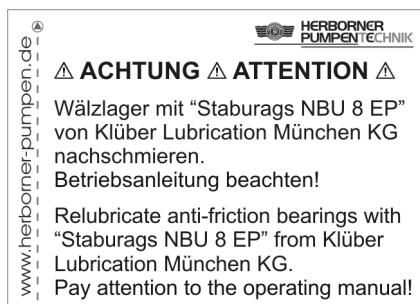 www.herborner-pumpen.de
HERBORNER
PUMPENTECHNIK
⚠ ACHTUNG ⚠ ATTENTION ⚠
Wälzlager mit “Staburags NBU 8 EP”
von Klüber Lubrication München KG
nachschmieren.
Betriebsanleitung beachten!
Relubricate anti-friction bearings with
“Staburags NBU 8 EP” from Klüber
Lubrication München KG.
Pay attention to the operating manual!